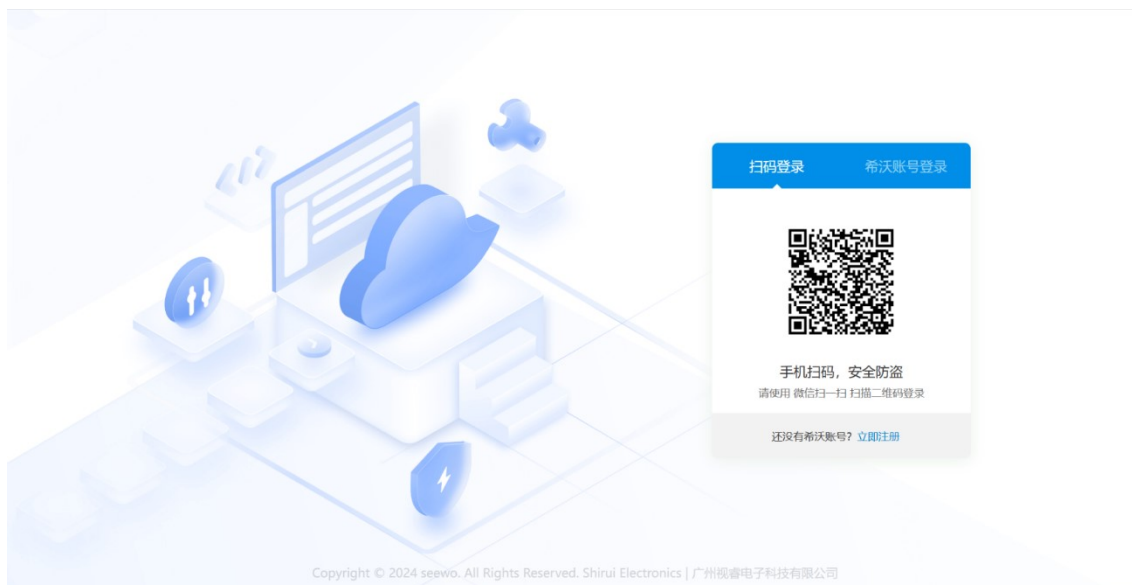 扫码登录 希沃账号登录
手机扫码，安全防盗
请使用 微信扫一扫 扫描二维码登录
还没有希沃账号? 立即注册
Copyright © 2024 seewo. All Rights Reserved. Shirui Electronics | 广州视睿电子科技有限公司